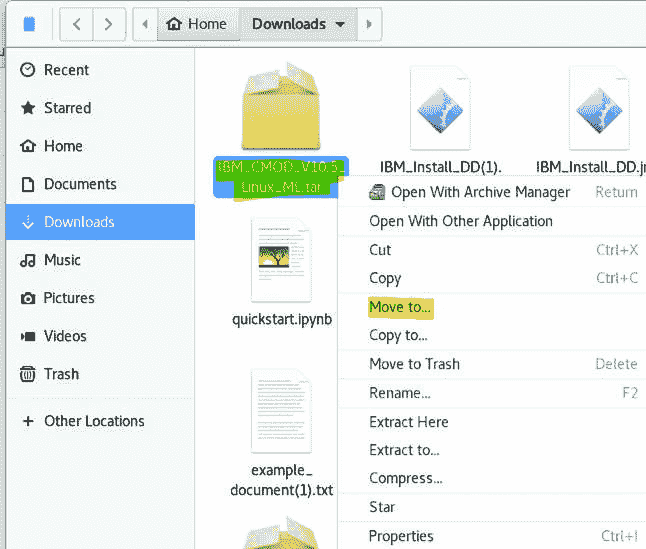 Home
Downloads
Recent
Starred
Home
Documents
Downloads
Music
Pictures
Videos
Trash
+ Other Locations
IBM_CMOD_V10.5_
Linux_ML.tar
IBM_Install_DD(1).
IBM_Install_DD.jn
quickstart.ipynb
example_
document(1).txt
Open With Archive Manager Return
Open With Other Application
Cut Ctrl+X
Copy Ctrl+C
Move to...
Copy to...
Move to Trash Delete
Rename... F2
Extract Here
Extract to...
Compress...
Star
Properties Ctrl+I